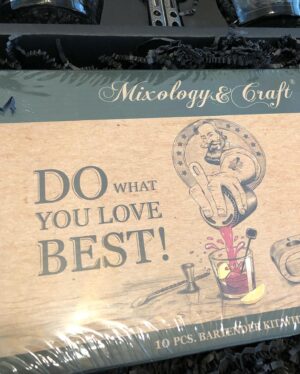 Mixology & Craft
DO WHAT
YOU LOVE
BEST!
10 PCS. BARTENDER KIT